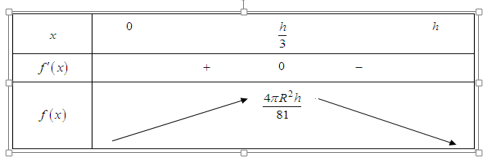 x 0 h/3 h
f'(x) + 0 −
f(x) 4πR²h/81